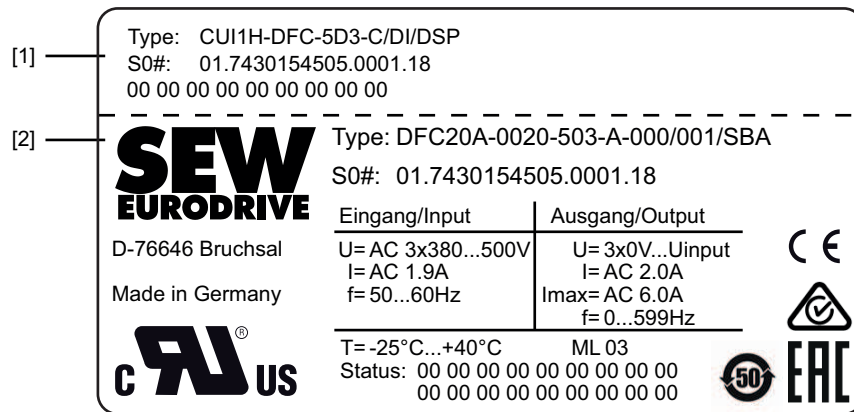 [1]
Type: CUI1H-DFC-5D3-C/DI/DSP
S0#: 01.7430154505.0001.18
00 00 00 00 00 00 00 00 00
[2]
SEW
EURODRIVE
D-76646 Bruchsal
Made in Germany
Type: DFC20A-0020-503-A-000/001/SBA
S0#: 01.7430154505.0001.18
Eingang/Input
U= AC 3x380...500V
I= AC 1.9A
f= 50...60Hz
Ausgang/Output
U= 3x0V...Uinput
I= AC 2.0A
Imax= AC 6.0A
f= 0...599Hz
T= -25°C...+40°C ML 03
Status: 00 00 00 00 00 00 00 00 00
00 00 00 00 00 00 00 00 00
C RU US ®
CE
50
EAC